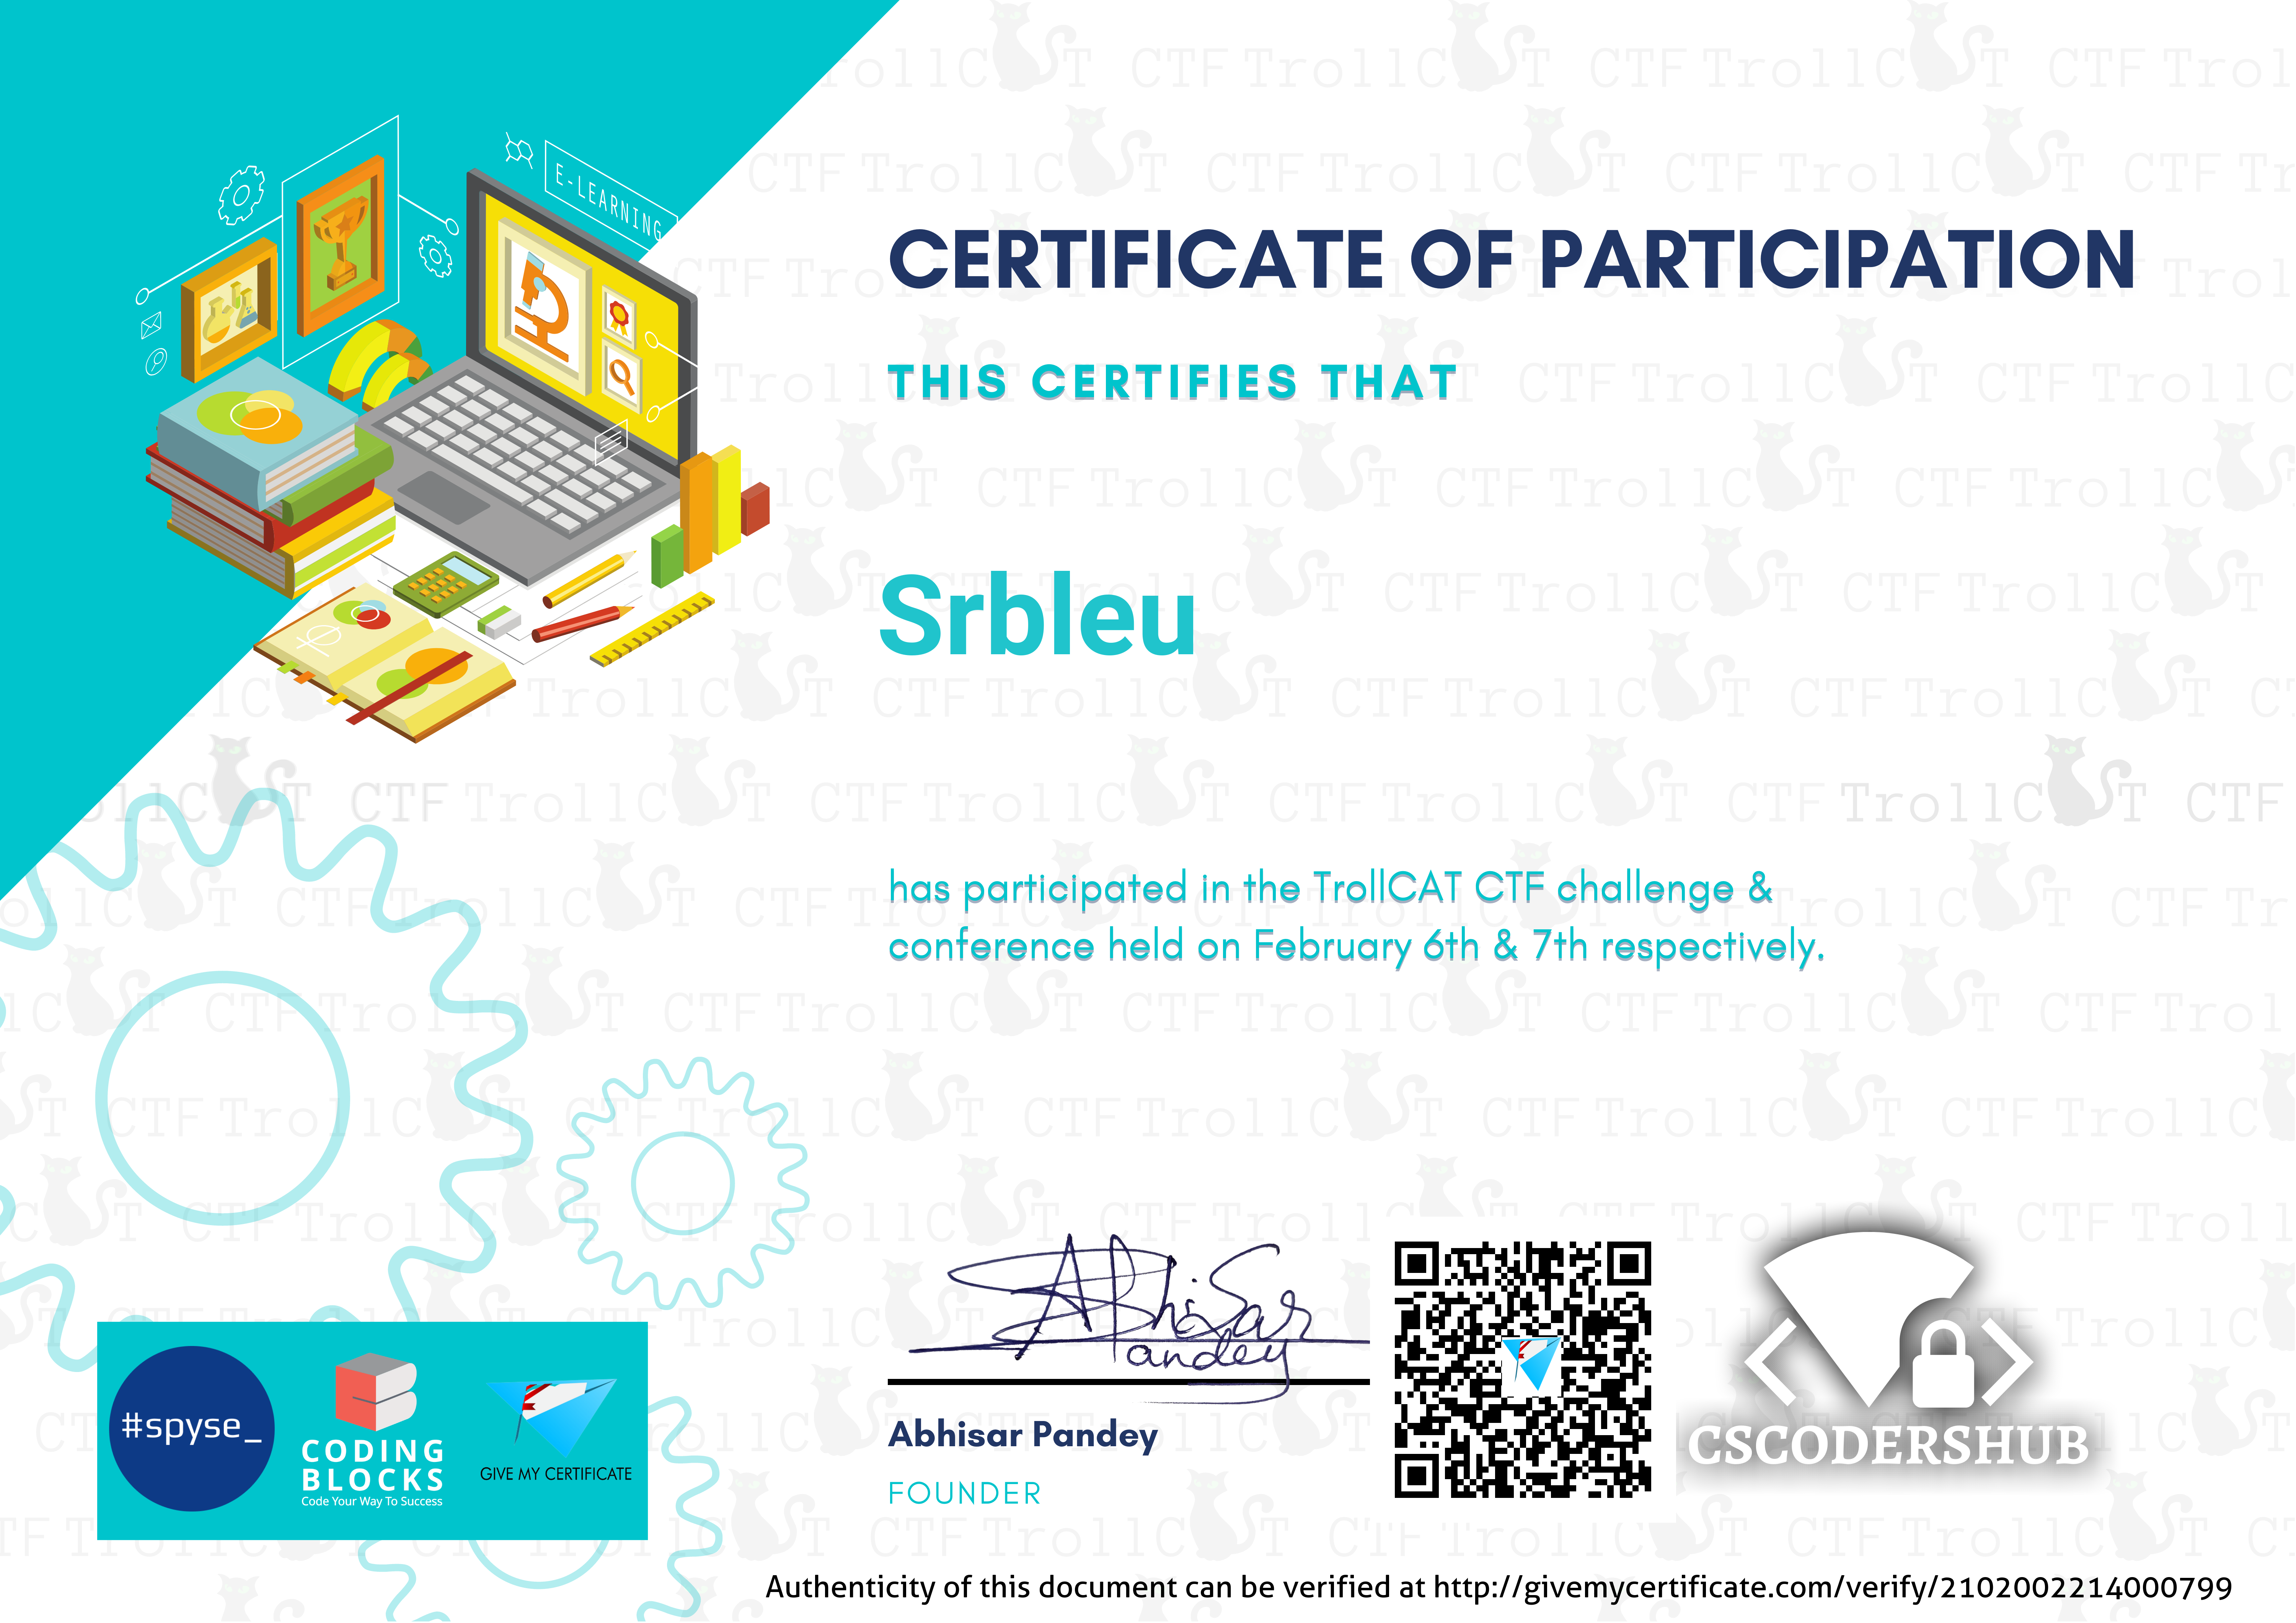 E-LEARNING
CERTIFICATE OF PARTICIPATION
THIS CERTIFIES THAT
Srbleu
has participated in the TrollCAT CTF challenge &
conference held on February 6th & 7th respectively.
Abhisar
Pandey
Abhisar Pandey
FOUNDER
#spyse_
CODING
BLOCKS
Code Your Way To Success
GIVE MY CERTIFICATE
CSCODERSHUB
Authenticity of this document can be verified at http://givemycertificate.com/verify/2102002214000799
TrollCAT CTF